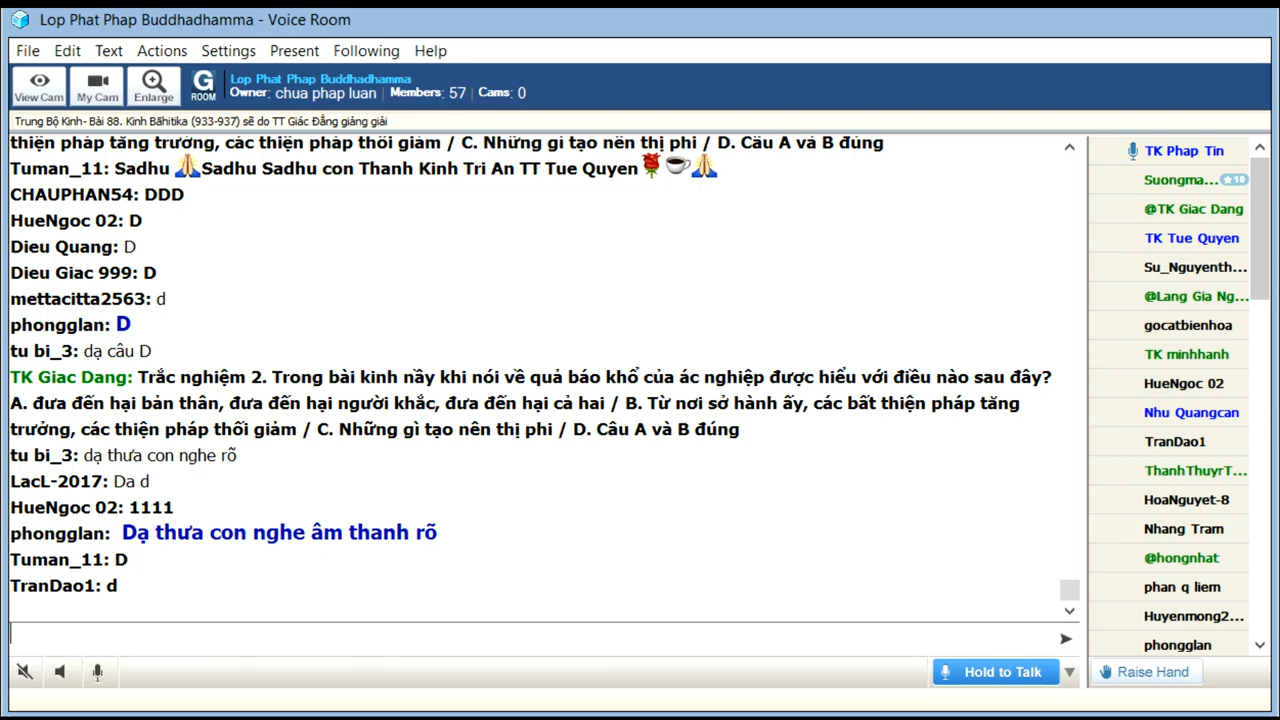 Lop Phat Phap Buddhadhamma - Voice Room
File Edit Text Actions Settings Present Following Help
View Cam My Cam Enlarge G ROOM
Lop Phat Phap Buddhadhamma
Owner: chua phap luan Members: 57 Cams: 0
Trung Bộ Kinh- Bài 88. Kinh Bāhitika (933-937) sẽ do TT Giác Đẳng giảng giải
thiện pháp tăng trưởng, các thiện pháp thối giảm / C. Những gì tạo nên thị phi / D. Câu A và B đúng
Tuman_11: Sadhu 🙏Sadhu Sadhu con Thanh Kinh Tri An TT Tue Quyen🌹☕🙏
CHAUPHAN54: DDD
HueNgoc 02: D
Dieu Quang: D
Dieu Giac 999: D
mettacitta2563: d
phongglan: D
tu bi_3: dạ câu D
TK Giac Dang: Trắc nghiệm 2. Trong bài kinh nầy khi nói về quả báo khổ của ác nghiệp được hiểu với điều nào sau đây?
A. đưa đến hại bản thân, đưa đến hại người khắc, đưa đến hại cả hai / B. Từ nơi sở hành ấy, các bất thiện pháp tăng
trưởng, các thiện pháp thối giảm / C. Những gì tạo nên thị phi / D. Câu A và B đúng
tu bi_3: dạ thưa con nghe rõ
LacL-2017: Da d
HueNgoc 02: 1111
phongglan: Dạ thưa con nghe âm thanh rõ
Tuman_11: D
TranDao1: d
Hold to Talk
TK Phap Tin
Suongma... ★10
@TK Giac Dang
TK Tue Quyen
Su_Nguyenth...
@Lang Gia Ng...
gocatbienhoa
TK minhhanh
HueNgoc 02
Nhu Quangcan
TranDao1
ThanhThuyrT...
HoaNguyet-8
Nhang Tram
@hongnhat
phan q liem
Huyenmong2...
phongglan
Raise Hand